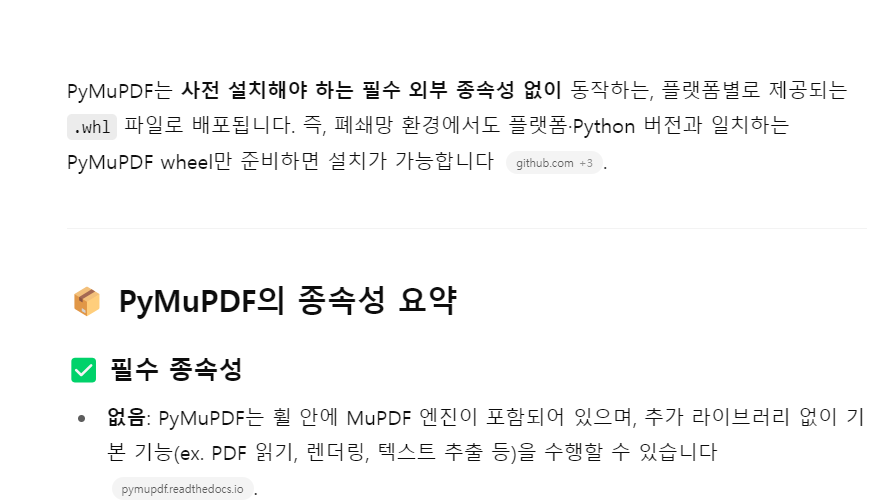 PyMuPDF는 사전 설치해야 하는 필수 외부 종속성 없이 동작하는, 플랫폼별로 제공되는
.whl 파일로 배포됩니다. 즉, 폐쇄망 환경에서도 플랫폼·Python 버전과 일치하는
PyMuPDF wheel만 준비하면 설치가 가능합니다 github.com +3.
📦 PyMuPDF의 종속성 요약
✅ 필수 종속성
• 없음: PyMuPDF는 휠 안에 MuPDF 엔진이 포함되어 있으며, 추가 라이브러리 없이 기
본 기능(ex. PDF 읽기, 렌더링, 텍스트 추출 등)을 수행할 수 있습니다
pymupdf.readthedocs.io.